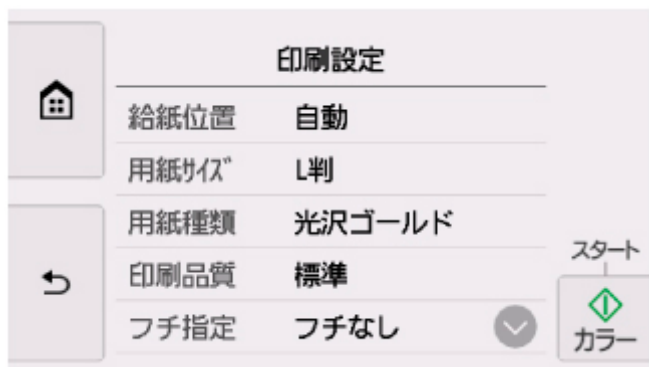 印刷設定
給紙位置 自動
用紙サイズ L判
用紙種類 光沢ゴールド
印刷品質 標準
フチ指定 フチなし
スタート
カラー